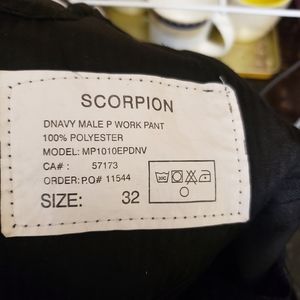 SCORPION
DNAVY MALE P WORK PANT
100% POLYESTER
MODEL: MP1010EPDNV
CA# : 57173
ORDER: P.O# 11544
SIZE: 32